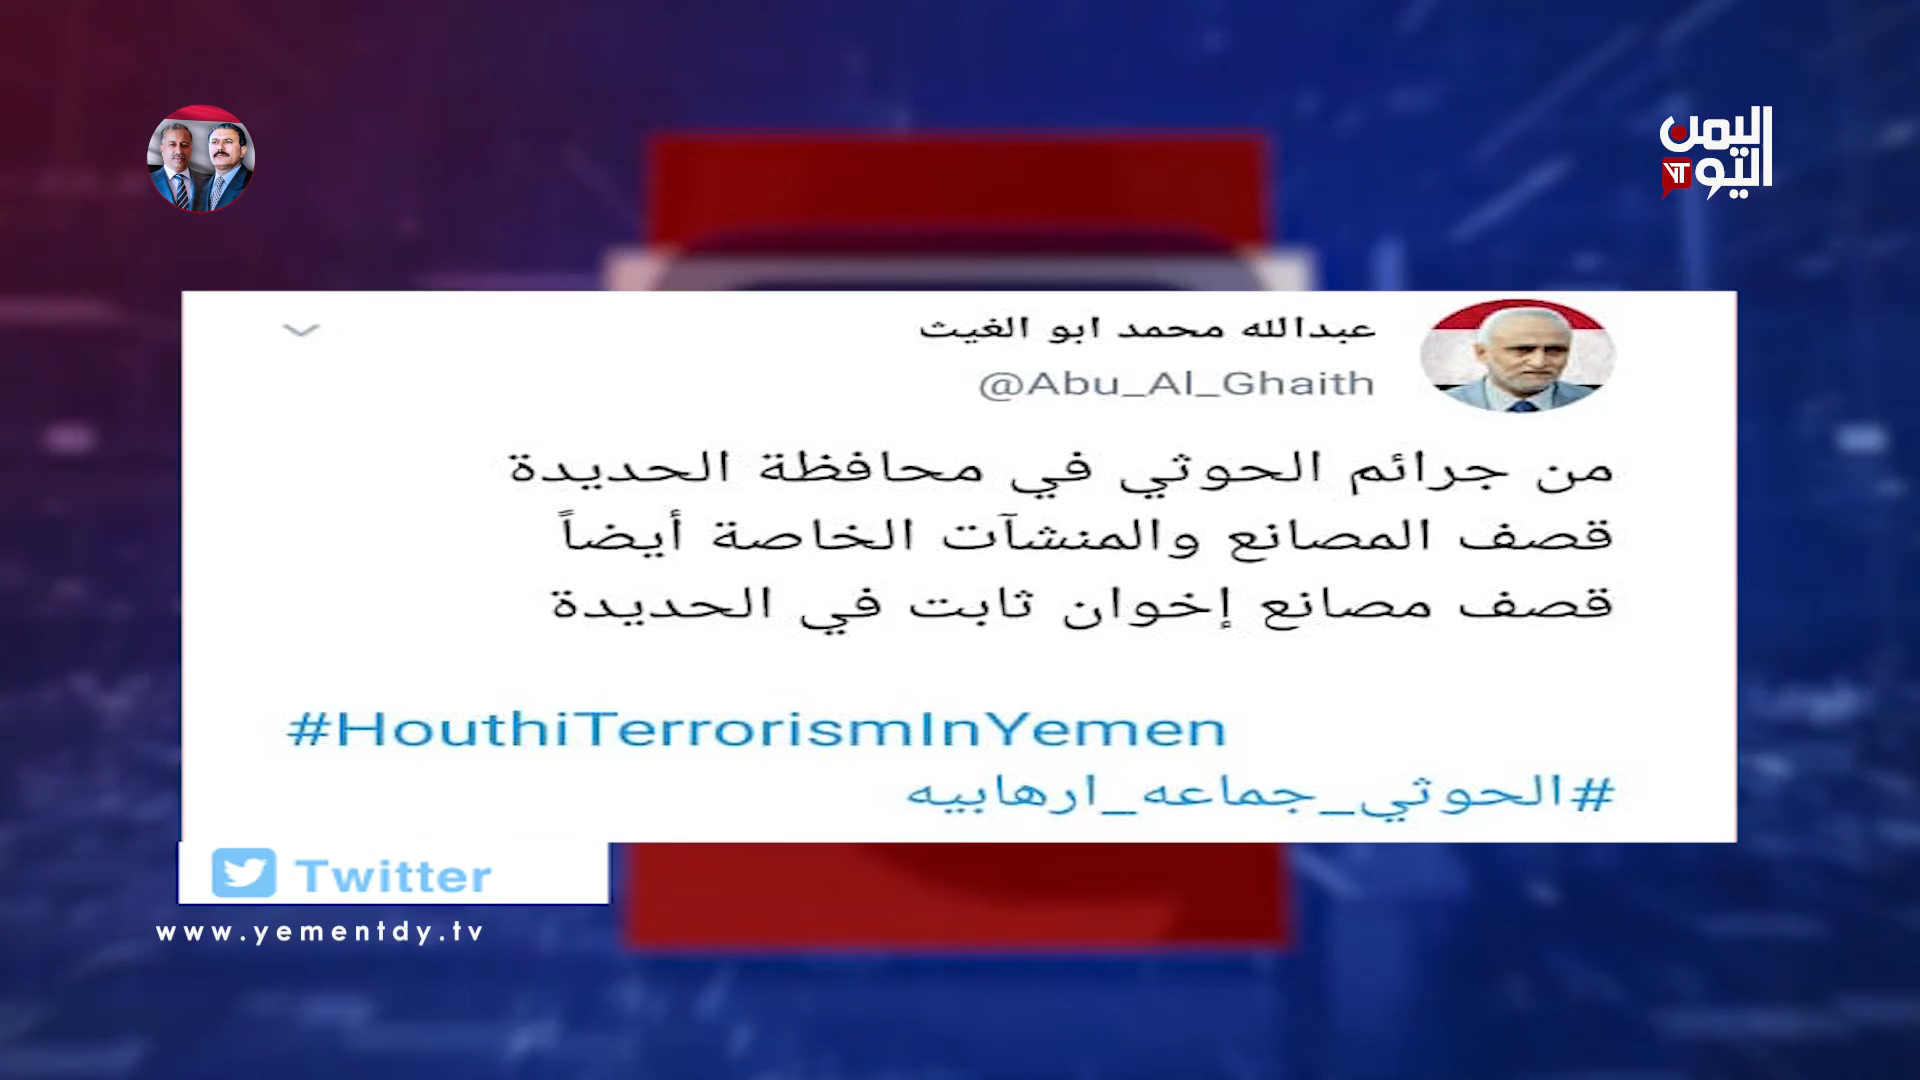 اليمن
اليوم
YT
عبدالله محمد ابو الغيث
@Abu_Al_Ghaith
من جرائم الحوثي في محافظة الحديدة
قصف المصانع والمنشآت الخاصة أيضاً
قصف مصانع إخوان ثابت في الحديدة
#HouthiTerrorismInYemen
#الحوثي_جماعه_ارهابيه
Twitter
www.yementdy.tv